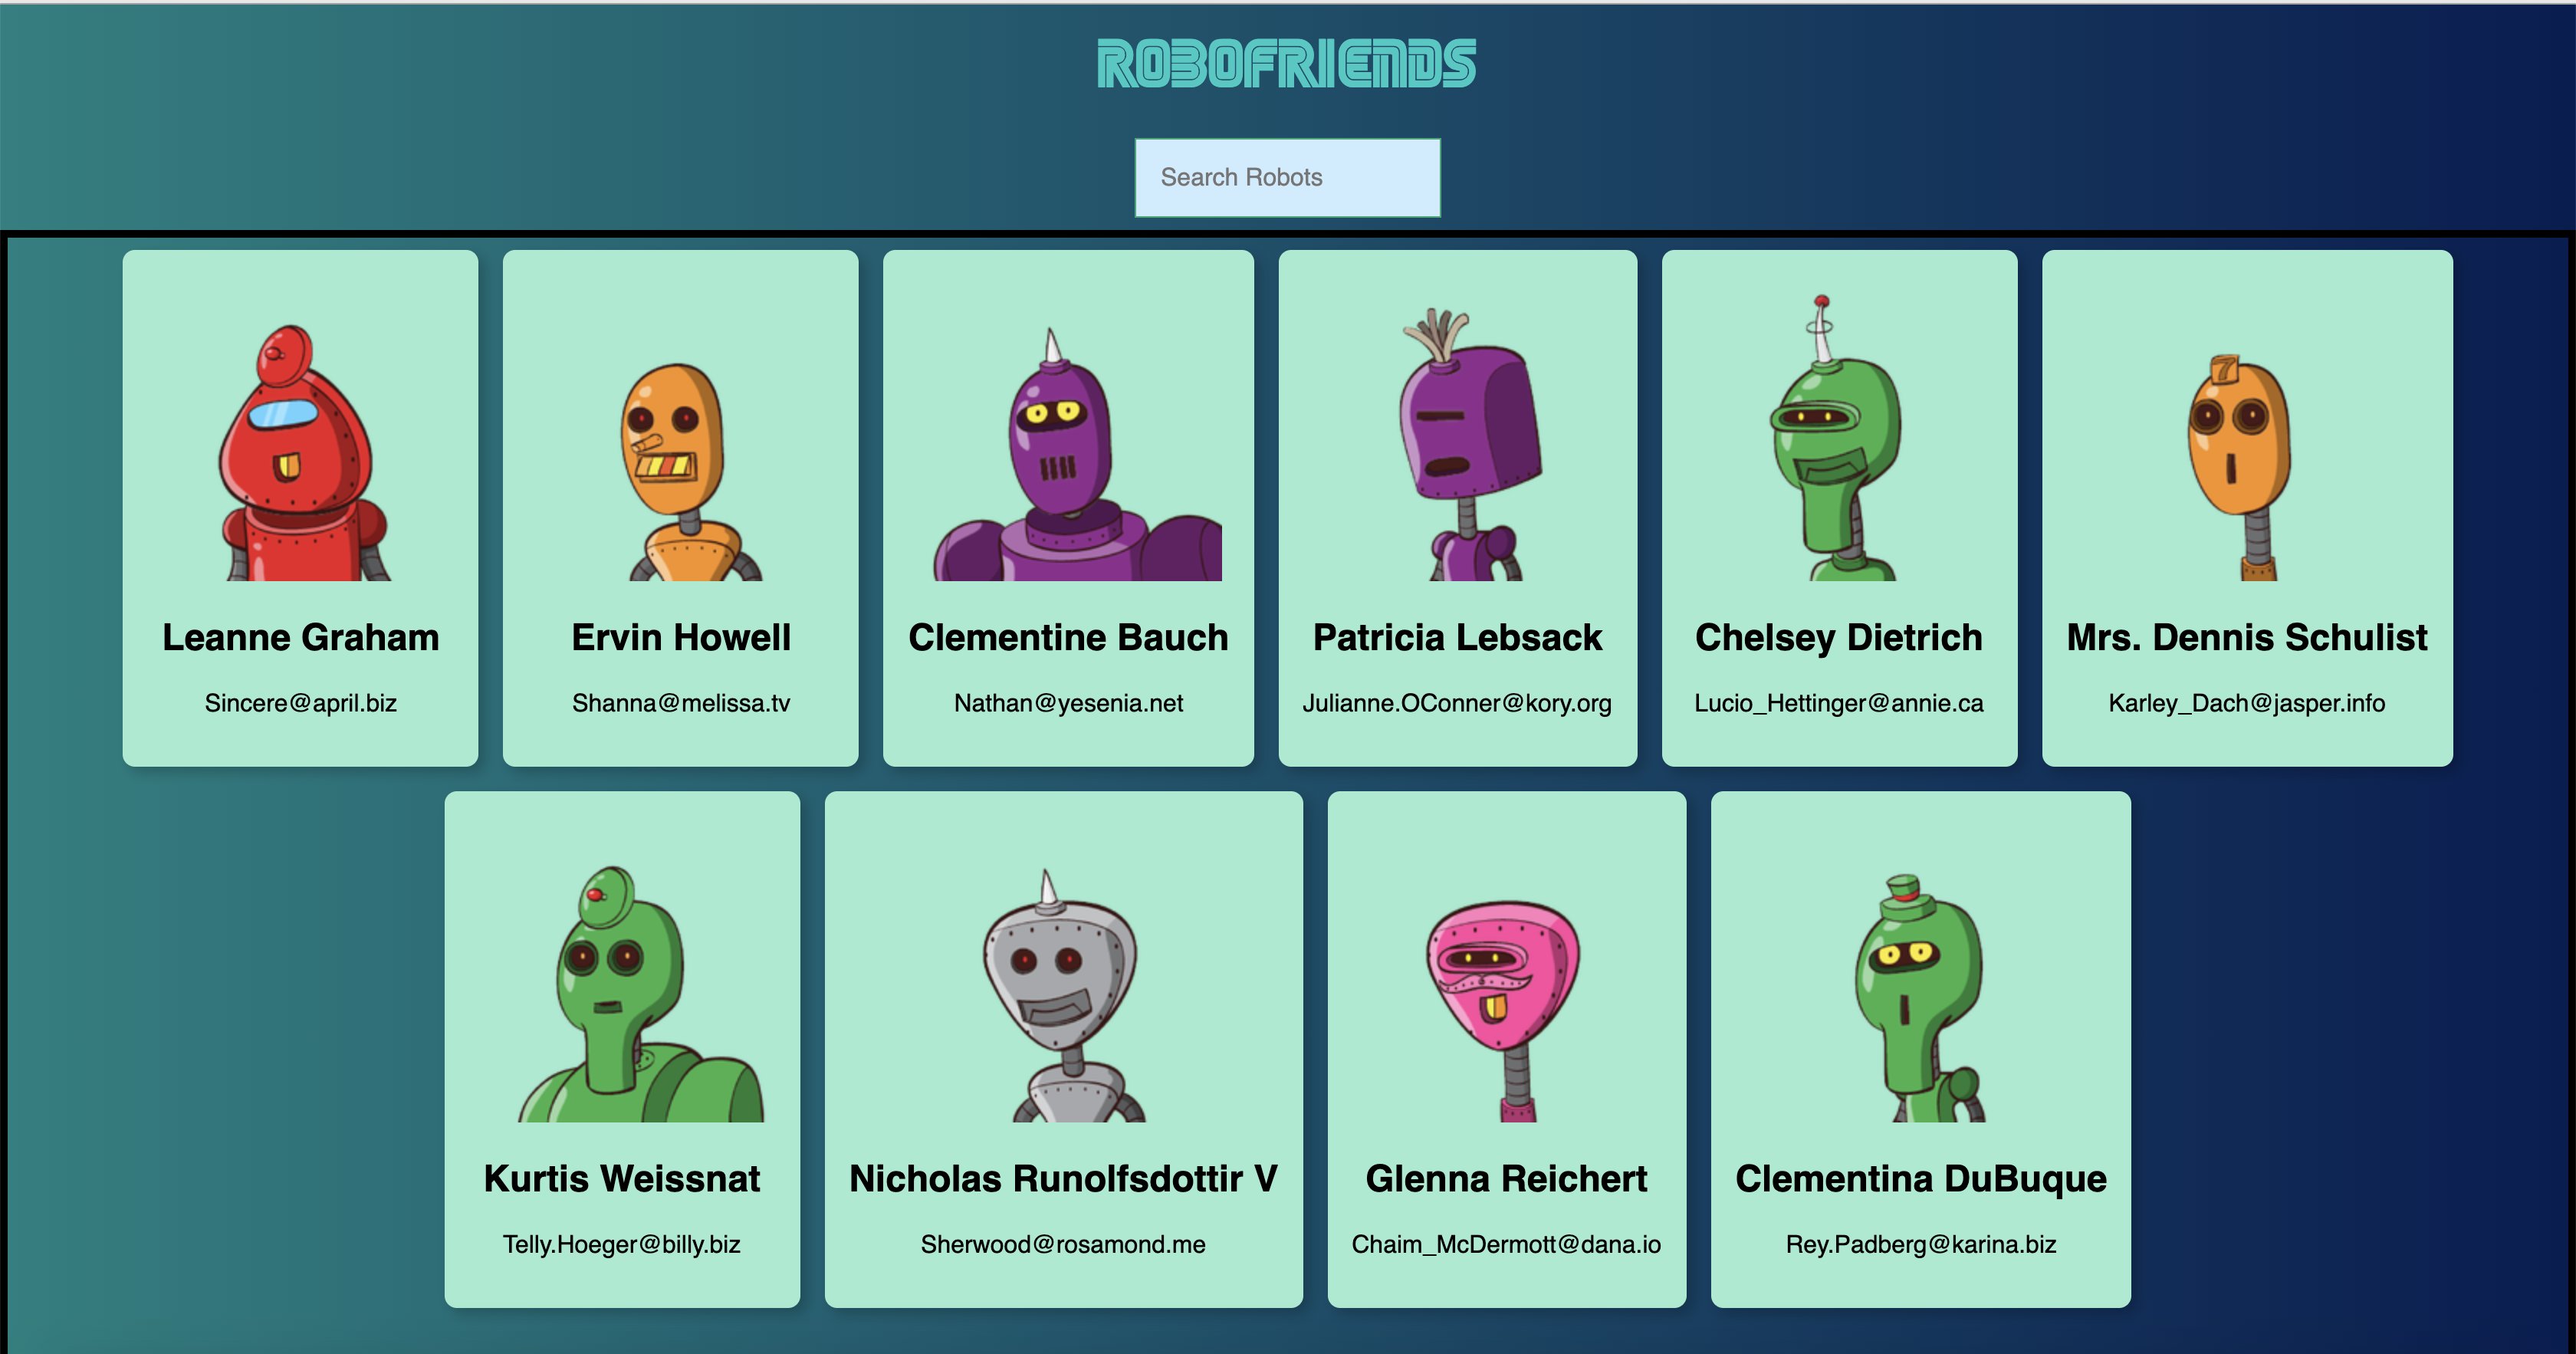 ROBOFRIENDS
Search Robots
7
Leanne Graham
Sincere@april.biz
Ervin Howell
Shanna@melissa.tv
Clementine Bauch
Nathan@yesenia.net
Patricia Lebsack
Julianne.OConner@kory.org
Chelsey Dietrich
Lucio_Hettinger@annie.ca
Mrs. Dennis Schulist
Karley_Dach@jasper.info
Kurtis Weissnat
Telly.Hoeger@billy.biz
Nicholas Runolfsdottir V
Sherwood@rosamond.me
Glenna Reichert
Chaim_McDermott@dana.io
Clementina DuBuque
Rey.Padberg@karina.biz